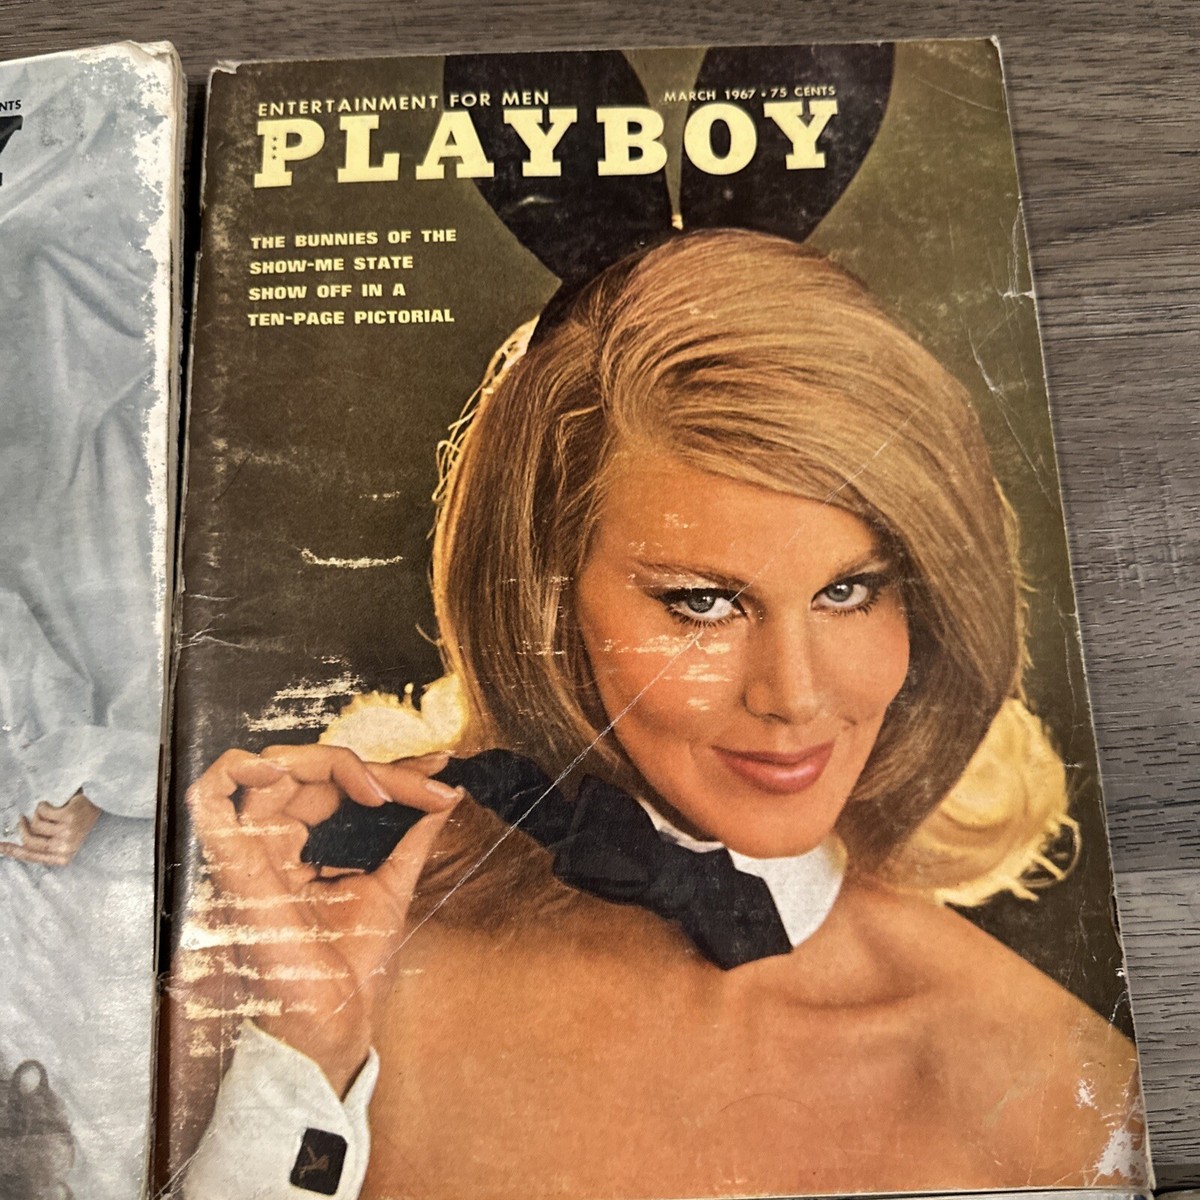 NTS
Y
ENTERTAINMENT FOR MEN
MARCH 1967 • 75 CENTS
PLAYBOY
THE BUNNIES OF THE
SHOW-ME STATE
SHOW OFF IN A
TEN-PAGE PICTORIAL